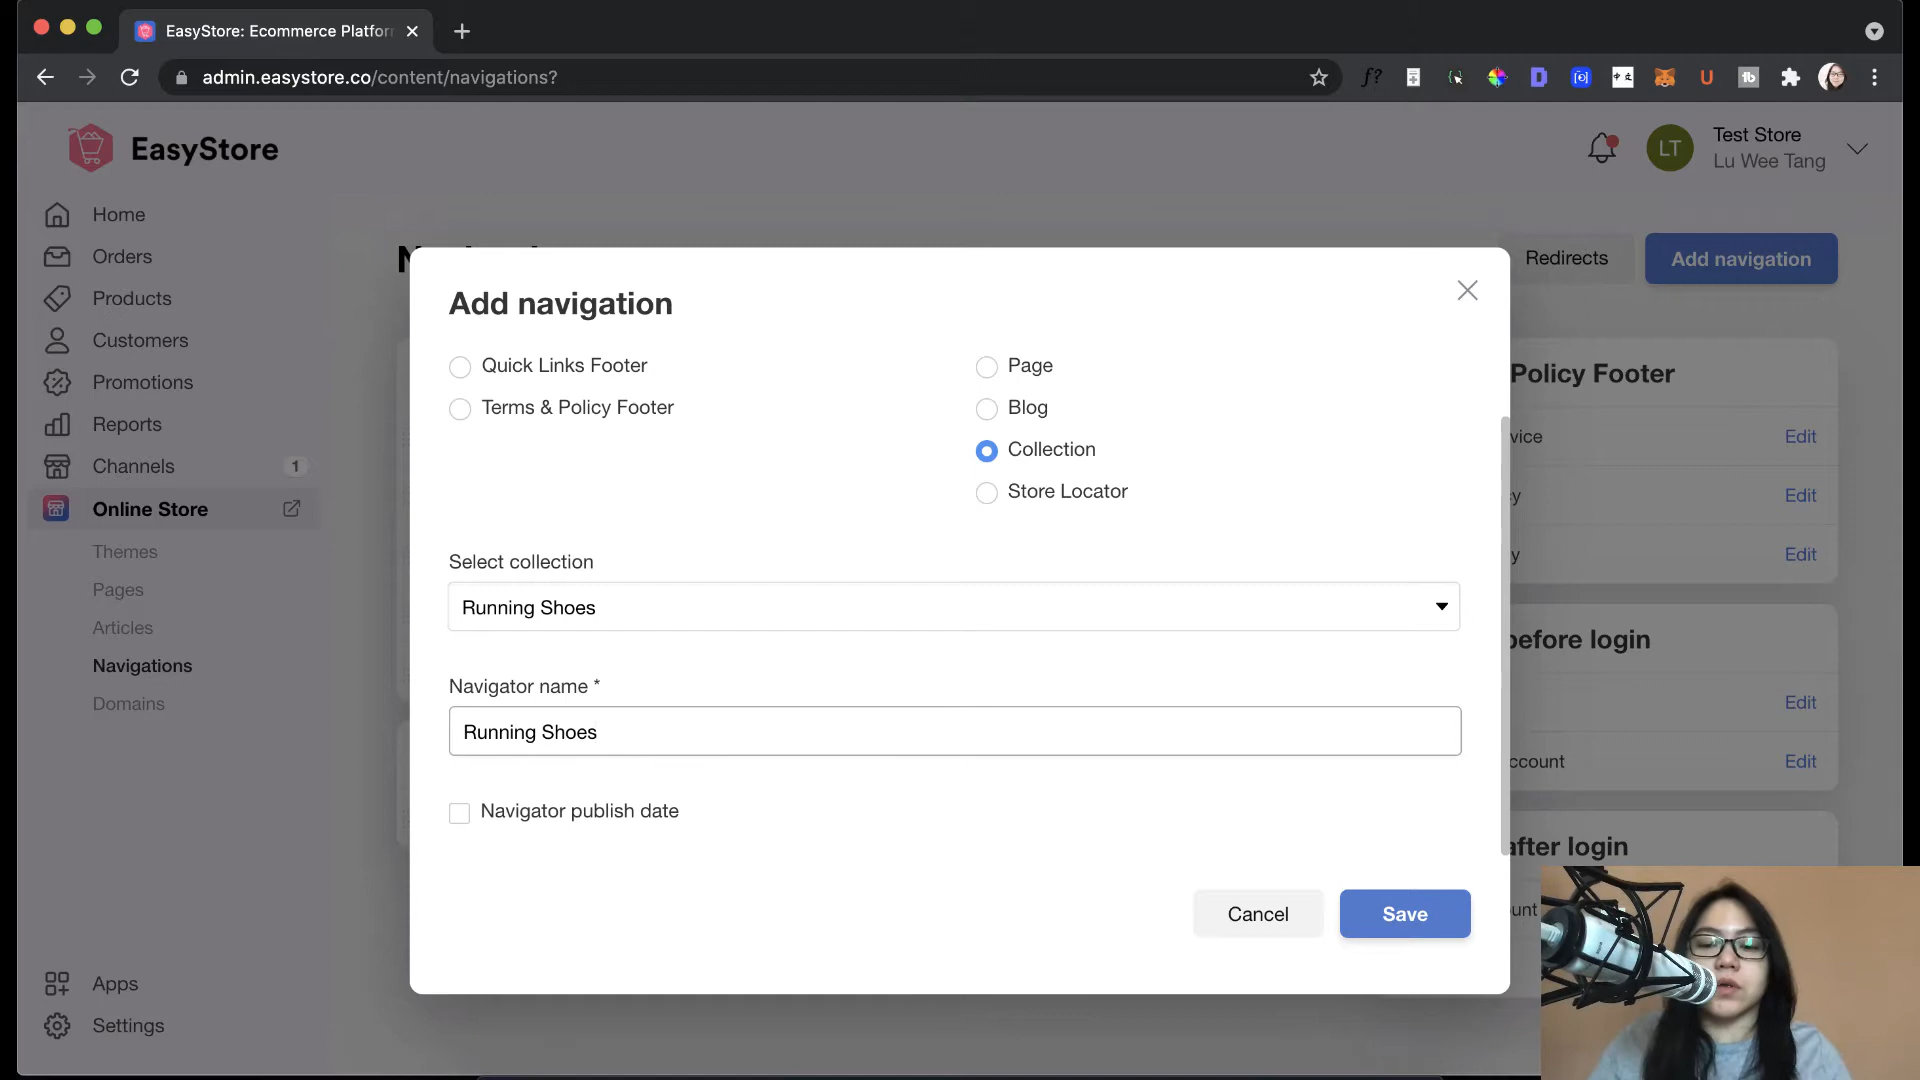 EasyStore: Ecommerce Platfor
admin.easystore.co/content/navigations?
f?
D
U
EasyStore
LT
Test Store
Lu Wee Tang
Home
Orders
Products
Customers
Promotions
Reports
Channels
1
Online Store
Themes
Pages
Articles
Navigations
Domains
Apps
Settings
Redirects
Add navigation
Add navigation
Quick Links Footer
Terms & Policy Footer
Page
Blog
Collection
Store Locator
Select collection
Running Shoes
Navigator name *
Running Shoes
Navigator publish date
Cancel
Save
Policy Footer
vice
Edit
y
Edit
y
Edit
before login
Edit
ccount
Edit
after login
unt